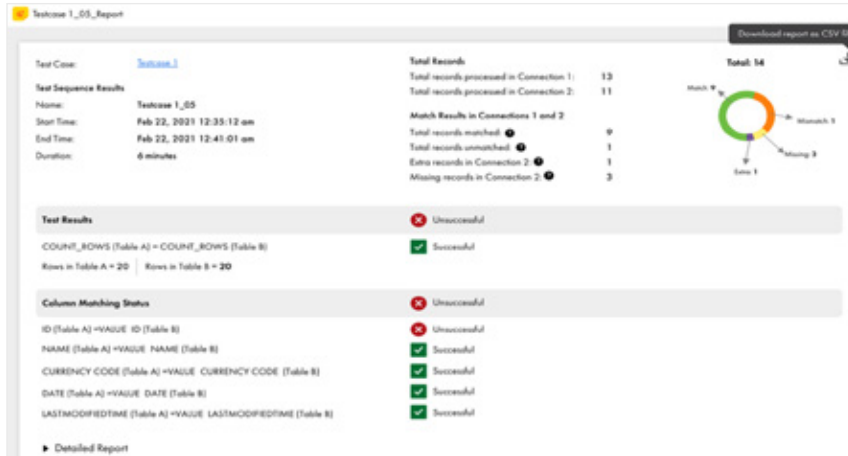 Testcase 1_05_Report
Download report as CSV fil
Test Case: Testcase 1
Test Sequence Results
Name: Testcase 1_05
Start Time: Feb 22, 2021 12:35:12 am
End Time: Feb 22, 2021 12:41:01 am
Duration: 6 minutes
Total Records
Total records processed in Connection 1: 13
Total records processed in Connection 2: 11
Match Results in Connections 1 and 2
Total records matched: 9
Total records unmatched: 1
Extra records in Connection 2: 1
Missing records in Connection 2: 3
Total: 14
Match 9
Mismatch 1
Missing 3
Extra 1
Test Results Unsuccessful
COUNT_ROWS (Table A) = COUNT_ROWS (Table B) Successful
Rows in Table A = 20 Rows in Table B = 20
Column Matching Status Unsuccessful
ID (Table A) =VALUE ID (Table B) Unsuccessful
NAME (Table A) =VALUE NAME (Table B) Successful
CURRENCY CODE (Table A) =VALUE CURRENCY CODE (Table B) Successful
DATE (Table A) =VALUE DATE (Table B) Successful
LASTMODIFIEDTIME (Table A) =VALUE LASTMODIFIEDTIME (Table B) Successful
Detailed Report